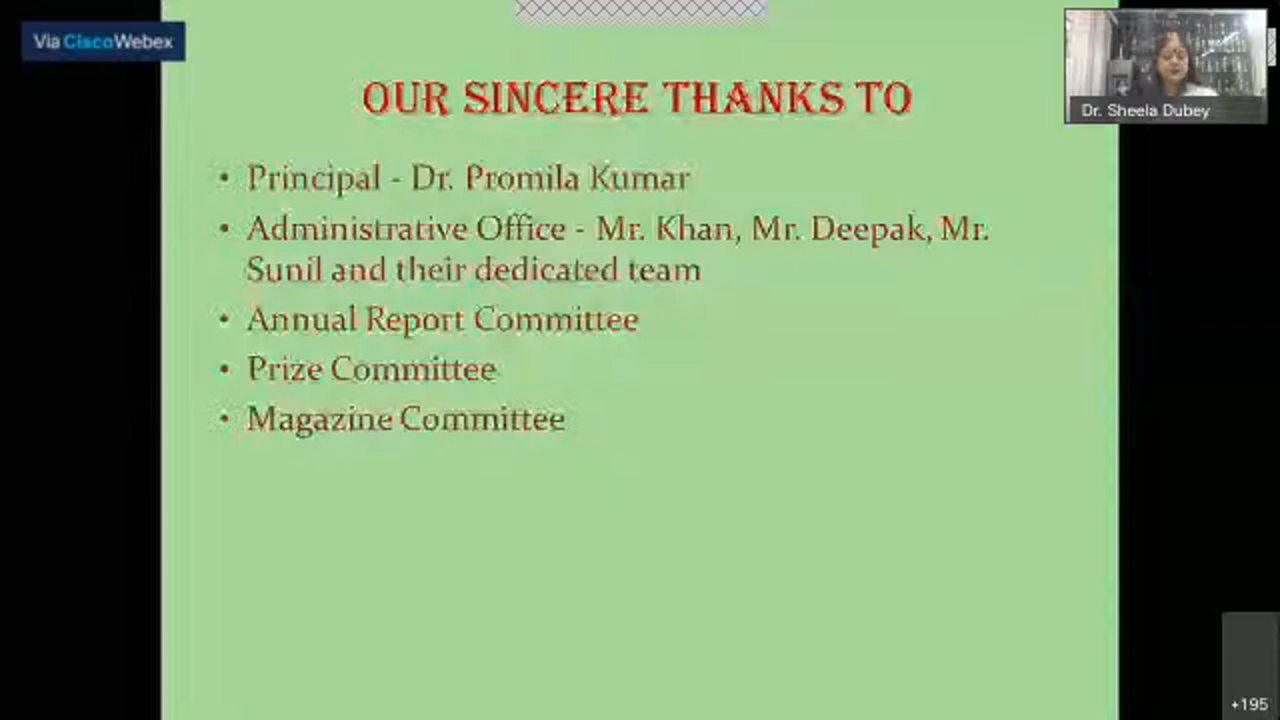 Via CiscoWebex
OUR SINCERE THANKS TO
Dr. Sheela Dubey
• Principal - Dr. Promila Kumar
• Administrative Office - Mr. Khan, Mr. Deepak, Mr.
Sunil and their dedicated team
• Annual Report Committee
• Prize Committee
• Magazine Committee
+195